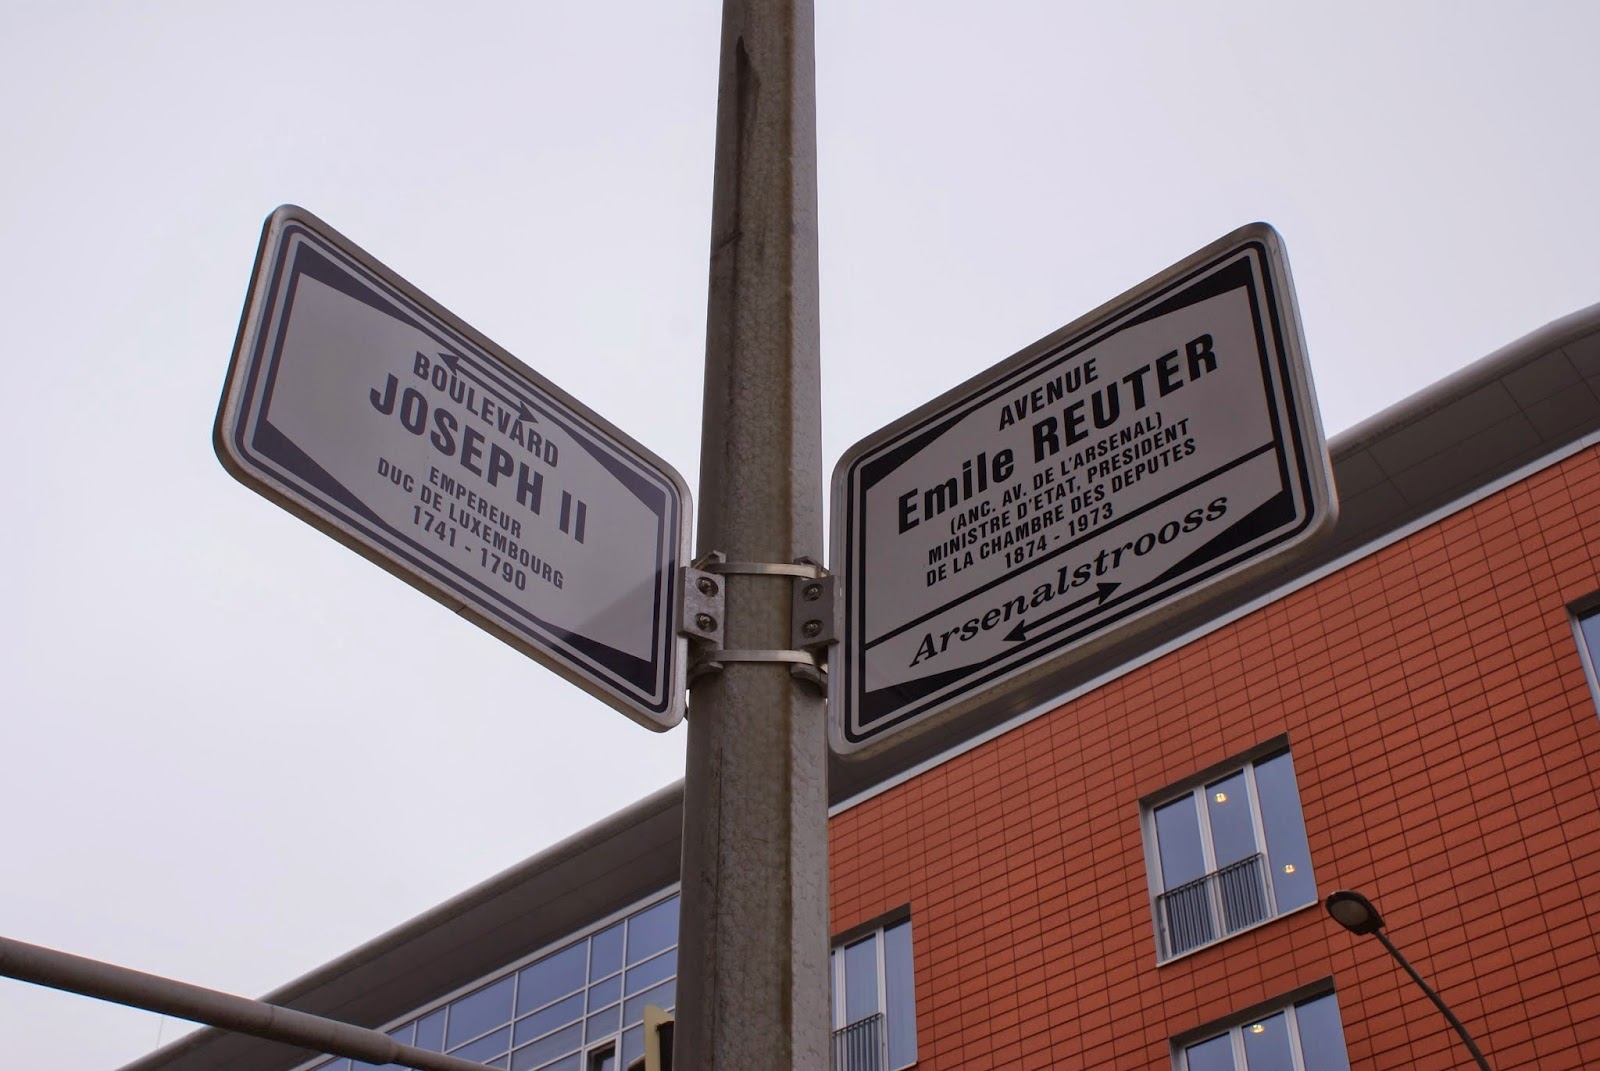 BOULEVARD
JOSEPH II
EMPEREUR
DUC DE LUXEMBOURG
1741 - 1790
AVENUE
Emile REUTER
(ANC. AV. DE L'ARSENAL)
MINISTRE D'ETAT, PRESIDENT
DE LA CHAMBRE DES DEPUTES
1874 - 1973
Arsenalstrooss